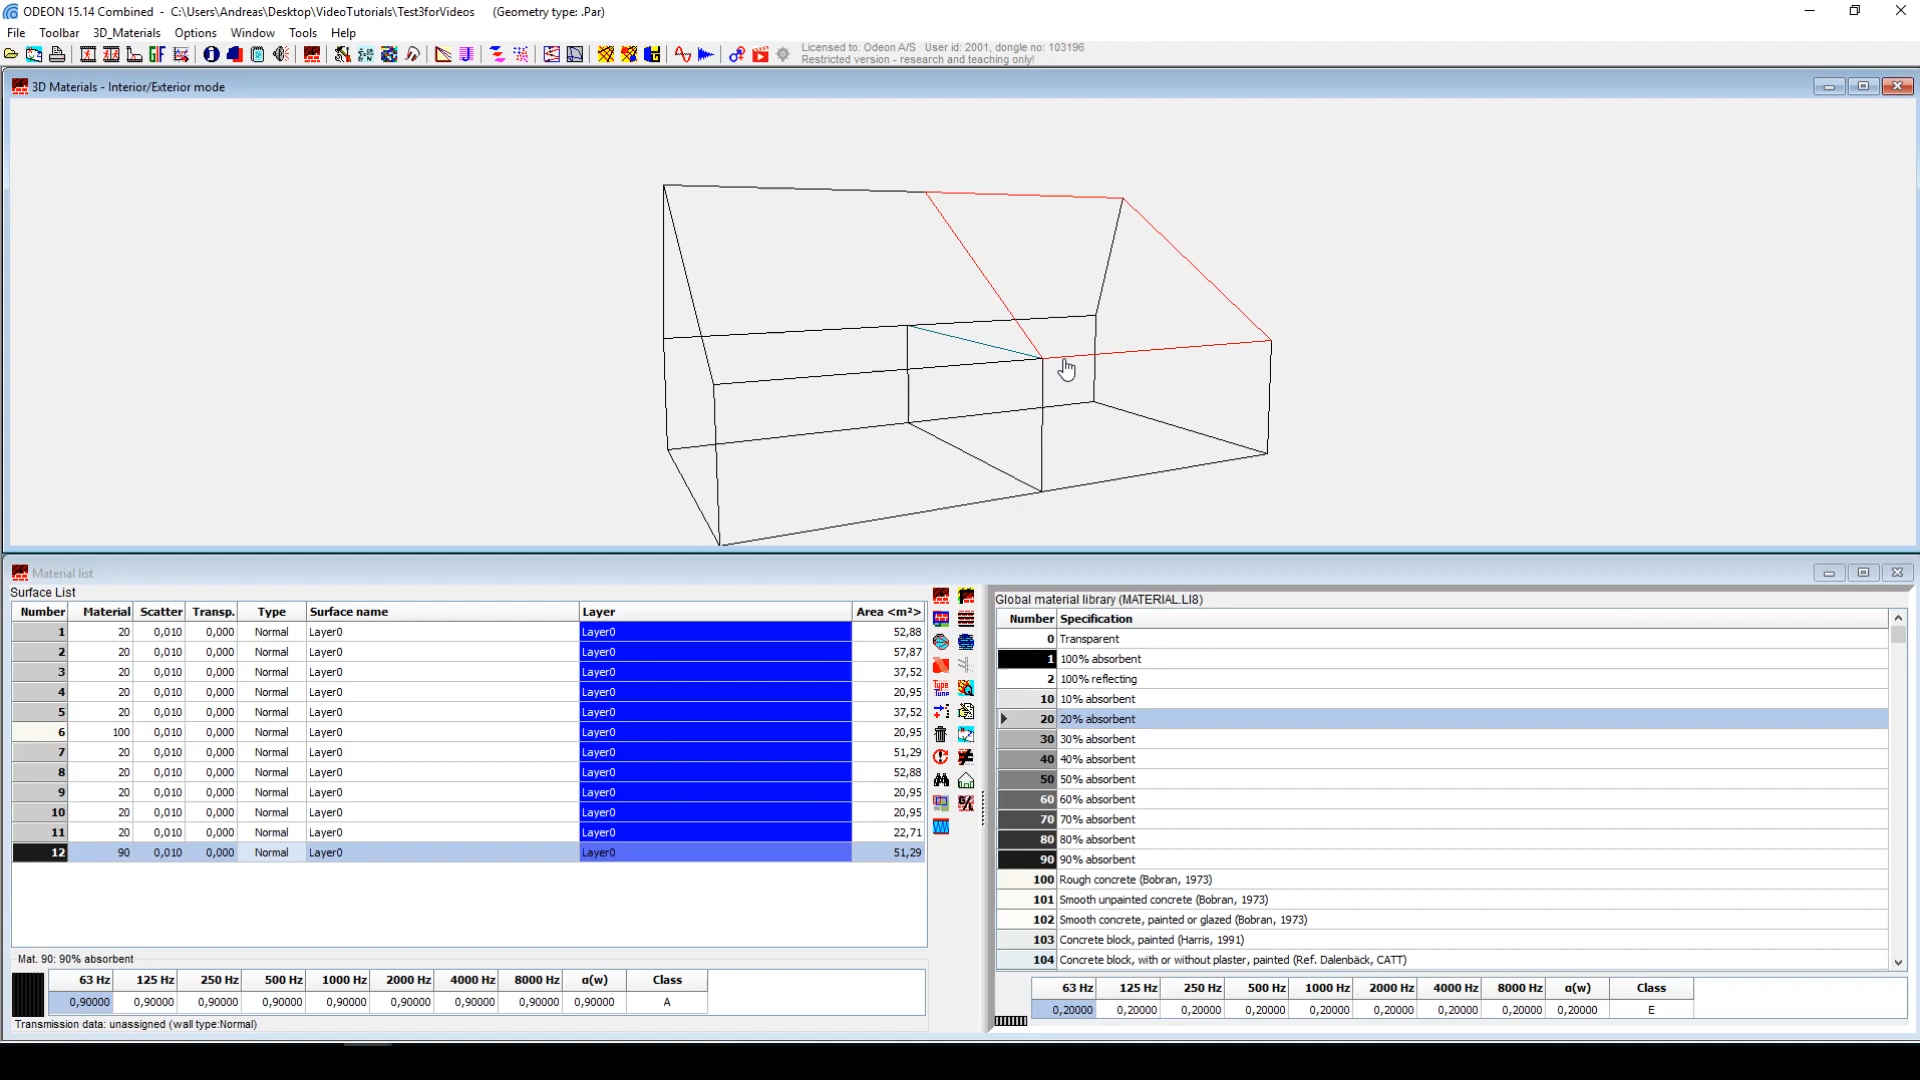 ODEON 15.14 Combined - C:\Users\Andreas\Desktop\VideoTutorials\Test3forVideos (Geometry type: .Par)
File Toolbar 3D_Materials Options Window Tools Help
Licensed to: Odeon A/S User id: 2001, dongle no: 103196
Restricted version - research and teaching only!
3D Materials - Interior/Exterior mode
Material list
Surface List
Number Material Scatter Transp. Type Surface name Layer Area <m²>
1 20 0,010 0,000 Normal Layer0 Layer0 52,88
2 20 0,010 0,000 Normal Layer0 Layer0 57,87
3 20 0,010 0,000 Normal Layer0 Layer0 37,52
4 20 0,010 0,000 Normal Layer0 Layer0 20,95
5 20 0,010 0,000 Normal Layer0 Layer0 37,52
6 100 0,010 0,000 Normal Layer0 Layer0 20,95
7 20 0,010 0,000 Normal Layer0 Layer0 51,29
8 20 0,010 0,000 Normal Layer0 Layer0 52,88
9 20 0,010 0,000 Normal Layer0 Layer0 20,95
10 20 0,010 0,000 Normal Layer0 Layer0 20,95
11 20 0,010 0,000 Normal Layer0 Layer0 22,71
12 90 0,010 0,000 Normal Layer0 Layer0 51,29
Mat. 90: 90% absorbent
63 Hz 125 Hz 250 Hz 500 Hz 1000 Hz 2000 Hz 4000 Hz 8000 Hz α(w) Class
0,90000 0,90000 0,90000 0,90000 0,90000 0,90000 0,90000 0,90000 0,90000 A
Transmission data: unassigned (wall type:Normal)
Global material library (MATERIAL.LI8)
Number Specification
0 Transparent
1 100% absorbent
2 100% reflecting
10 10% absorbent
20 20% absorbent
30 30% absorbent
40 40% absorbent
50 50% absorbent
60 60% absorbent
70 70% absorbent
80 80% absorbent
90 90% absorbent
100 Rough concrete (Bobran, 1973)
101 Smooth unpainted concrete (Bobran, 1973)
102 Smooth concrete, painted or glazed (Bobran, 1973)
103 Concrete block, painted (Harris, 1991)
104 Concrete block, with or without plaster, painted (Ref. Dalenbäck, CATT)
63 Hz 125 Hz 250 Hz 500 Hz 1000 Hz 2000 Hz 4000 Hz 8000 Hz α(w) Class
0,20000 0,20000 0,20000 0,20000 0,20000 0,20000 0,20000 0,20000 0,20000 E